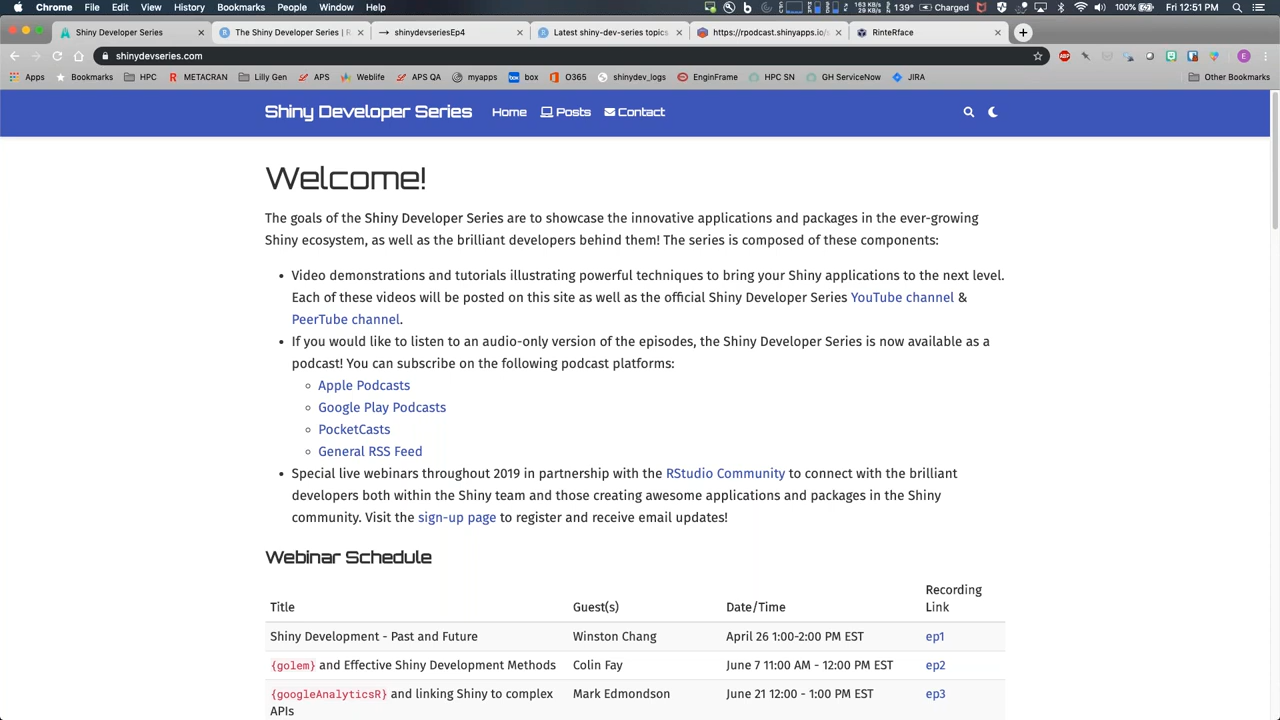 Chrome File Edit View History Bookmarks People Window Help 163 KB/s 29 KB/s 139° Charged 100% Fri 12:51 PM
Shiny Developer Series The Shiny Developer Series | R shinydevseriesEp4 Latest shiny-dev-series topics https://rpodcast.shinyapps.io/s RinteRface
shinydevseries.com
Apps Bookmarks HPC METACRAN Lilly Gen APS Weblife APS QA myapps box O365 shinydev_logs EnginFrame HPC SN GH ServiceNow JIRA Other Bookmarks
Shiny Developer Series Home Posts Contact
Welcome!
The goals of the Shiny Developer Series are to showcase the innovative applications and packages in the ever-growing
Shiny ecosystem, as well as the brilliant developers behind them! The series is composed of these components:
• Video demonstrations and tutorials illustrating powerful techniques to bring your Shiny applications to the next level.
Each of these videos will be posted on this site as well as the official Shiny Developer Series YouTube channel &
PeerTube channel.
• If you would like to listen to an audio-only version of the episodes, the Shiny Developer Series is now available as a
podcast! You can subscribe on the following podcast platforms:
◦ Apple Podcasts
◦ Google Play Podcasts
◦ PocketCasts
◦ General RSS Feed
• Special live webinars throughout 2019 in partnership with the RStudio Community to connect with the brilliant
developers both within the Shiny team and those creating awesome applications and packages in the Shiny
community. Visit the sign-up page to register and receive email updates!
Webinar Schedule
Title Guest(s) Date/Time Recording Link
Shiny Development - Past and Future Winston Chang April 26 1:00-2:00 PM EST ep1
{golem} and Effective Shiny Development Methods Colin Fay June 7 11:00 AM - 12:00 PM EST ep2
{googleAnalyticsR} and linking Shiny to complex Mark Edmondson June 21 12:00 - 1:00 PM EST ep3
APIs